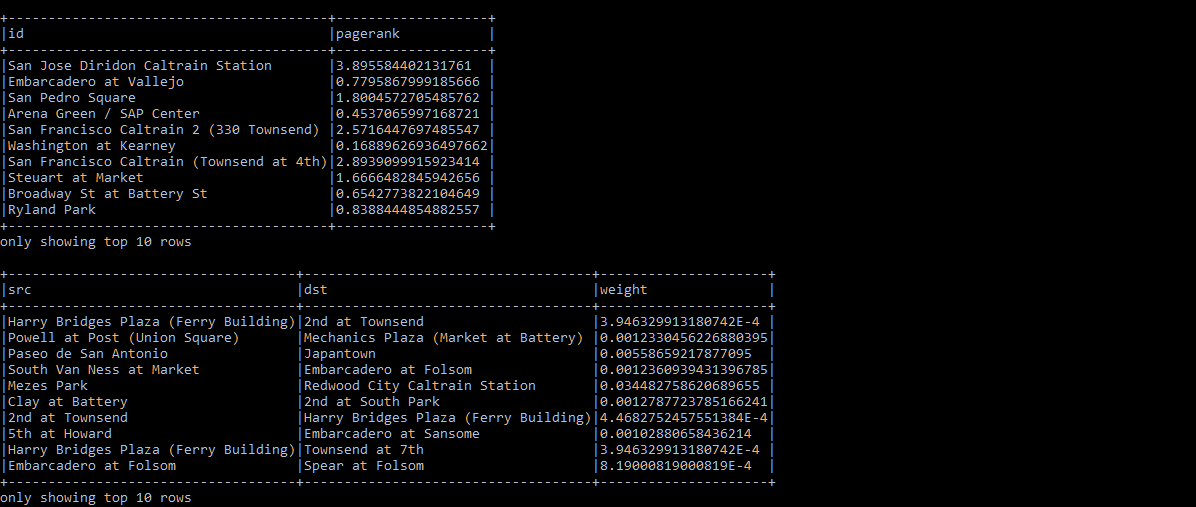 +----------------------------------------+-------------------+
|id                                      |pagerank           |
+----------------------------------------+-------------------+
|San Jose Diridon Caltrain Station       |3.895584402131761  |
|Embarcadero at Vallejo                  |0.7795867999185666 |
|San Pedro Square                        |1.8004572705485762 |
|Arena Green / SAP Center                |0.4537065997168721 |
|San Francisco Caltrain 2 (330 Townsend) |2.5716447697485547 |
|Washington at Kearney                   |0.16889626936497662|
|San Francisco Caltrain (Townsend at 4th)|2.8939099915923414 |
|Steuart at Market                       |1.6666482845942656 |
|Broadway St at Battery St               |0.6542773822104649 |
|Ryland Park                             |0.8388444854882557 |
+----------------------------------------+-------------------+
only showing top 10 rows
+------------------------------------+------------------------------------+---------------------+
|src                                 |dst                                 |weight               |
+------------------------------------+------------------------------------+---------------------+
|Harry Bridges Plaza (Ferry Building)|2nd at Townsend                     |3.946329913180742E-4 |
|Powell at Post (Union Square)       |Mechanics Plaza (Market at Battery) |0.0012330456226880395|
|Paseo de San Antonio                |Japantown                           |0.00558659217877095  |
|South Van Ness at Market            |Embarcadero at Folsom               |0.0012360939431396785|
|Mezes Park                          |Redwood City Caltrain Station       |0.034482758620689655 |
|Clay at Battery                     |2nd at South Park                   |0.0012787723785166241|
|2nd at Townsend                     |Harry Bridges Plaza (Ferry Building)|4.4682752457551384E-4|
|5th at Howard                       |Embarcadero at Sansome              |0.00102880658436214  |
|Harry Bridges Plaza (Ferry Building)|Townsend at 7th                     |3.946329913180742E-4 |
|Embarcadero at Folsom               |Spear at Folsom                     |8.19000819000819E-4  |
+------------------------------------+------------------------------------+---------------------+
only showing top 10 rows